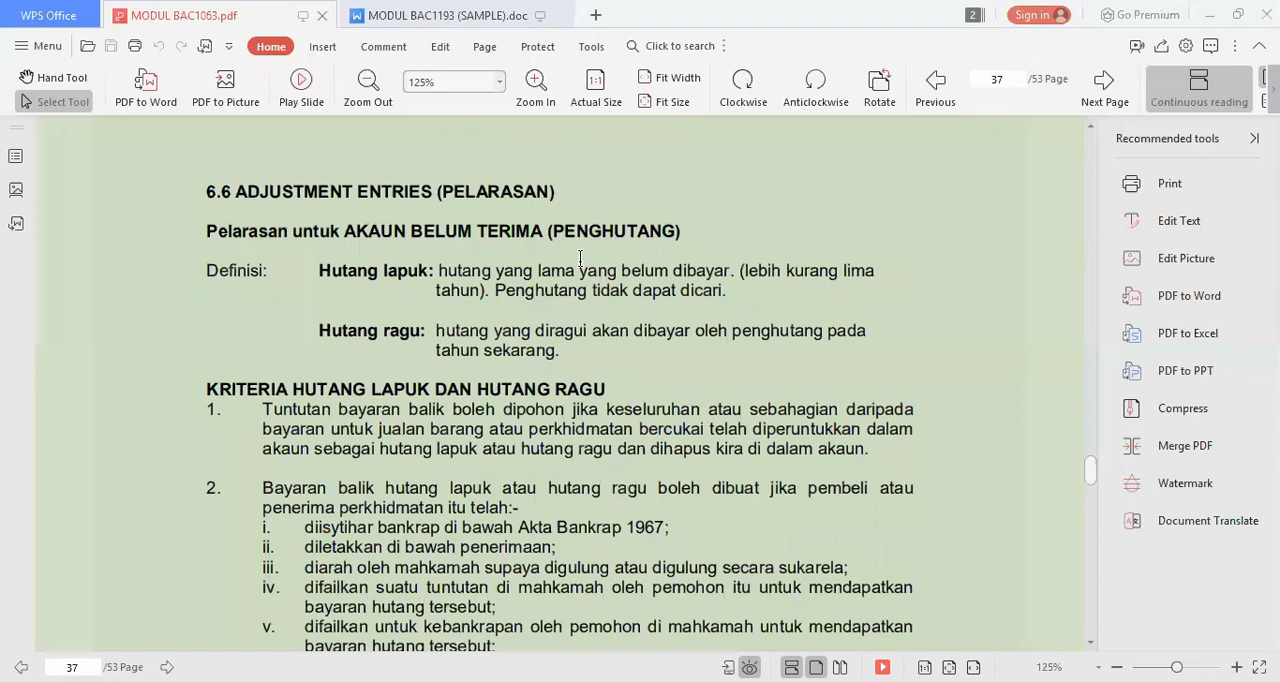 WPS Office
MODUL BAC1063.pdf
MODUL BAC1193 (SAMPLE).doc
2
Sign in
Go Premium
Menu
Home
Insert
Comment
Edit
Page
Protect
Tools
Click to search
Hand Tool
Select Tool
PDF to Word
PDF to Picture
Play Slide
Zoom Out
125%
Zoom In
Actual Size
Fit Width
Fit Size
Clockwise
Anticlockwise
Rotate
Previous
37 /53 Page
Next Page
Continuous reading
6.6 ADJUSTMENT ENTRIES (PELARASAN)
Pelarasan untuk AKAUN BELUM TERIMA (PENGHUTANG)
Definisi: Hutang lapuk: hutang yang lama yang belum dibayar. (lebih kurang lima
tahun). Penghutang tidak dapat dicari.
Hutang ragu: hutang yang diragui akan dibayar oleh penghutang pada
tahun sekarang.
KRITERIA HUTANG LAPUK DAN HUTANG RAGU
1. Tuntutan bayaran balik boleh dipohon jika keseluruhan atau sebahagian daripada
bayaran untuk jualan barang atau perkhidmatan bercukai telah diperuntukkan dalam
akaun sebagai hutang lapuk atau hutang ragu dan dihapus kira di dalam akaun.
2. Bayaran balik hutang lapuk atau hutang ragu boleh dibuat jika pembeli atau
penerima perkhidmatan itu telah:-
i. diisytihar bankrap di bawah Akta Bankrap 1967;
ii. diletakkan di bawah penerimaan;
iii. diarah oleh mahkamah supaya digulung atau digulung secara sukarela;
iv. difailkan suatu tuntutan di mahkamah oleh pemohon itu untuk mendapatkan
bayaran hutang tersebut;
v. difailkan untuk kebankrapan oleh pemohon di mahkamah untuk mendapatkan
bayaran hutang tersebut;
Recommended tools
Print
Edit Text
Edit Picture
PDF to Word
PDF to Excel
PDF to PPT
Compress
Merge PDF
Watermark
Document Translate
37 /53 Page
125%